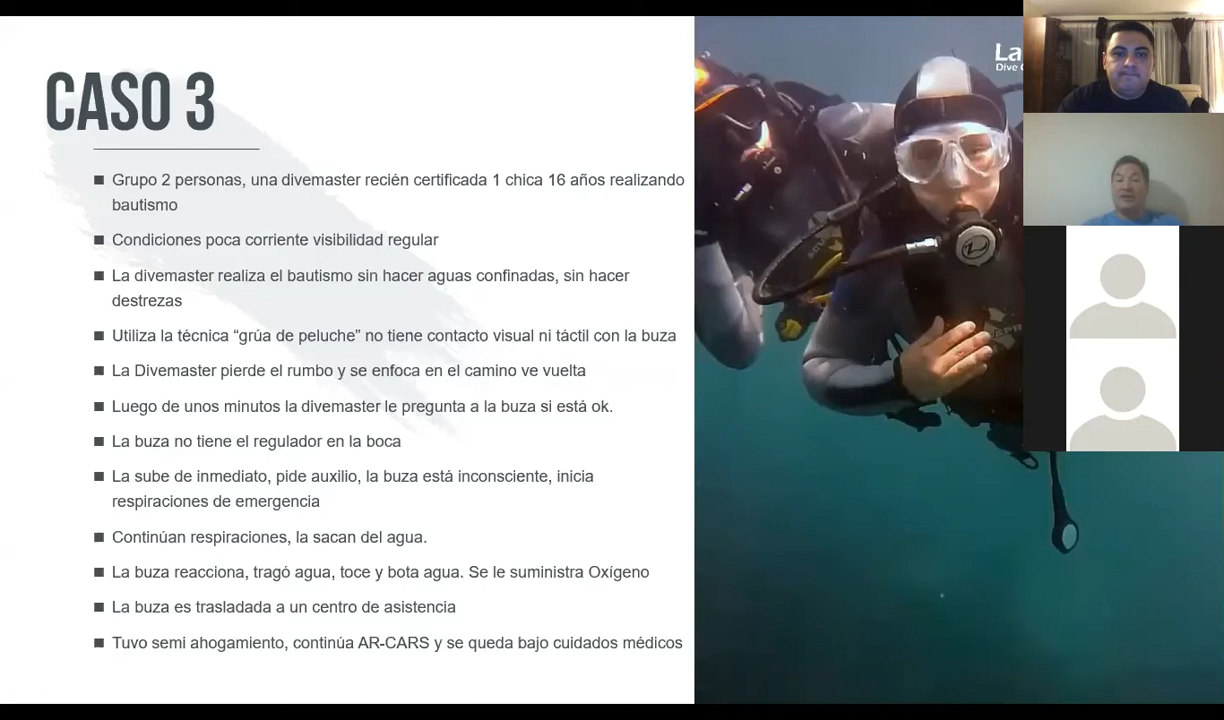 CASO 3
■ Grupo 2 personas, una divemaster recién certificada 1 chica 16 años realizando
bautismo
■ Condiciones poca corriente visibilidad regular
■ La divemaster realiza el bautismo sin hacer aguas confinadas, sin hacer
destrezas
■ Utiliza la técnica “grúa de peluche” no tiene contacto visual ni táctil con la buza
■ La Divemaster pierde el rumbo y se enfoca en el camino ve vuelta
■ Luego de unos minutos la divemaster le pregunta a la buza si está ok.
■ La buza no tiene el regulador en la boca
■ La sube de inmediato, pide auxilio, la buza está inconsciente, inicia
respiraciones de emergencia
■ Continúan respiraciones, la sacan del agua.
■ La buza reacciona, tragó agua, toce y bota agua. Se le suministra Oxígeno
■ La buza es trasladada a un centro de asistencia
■ Tuvo semi ahogamiento, continúa AR-CARS y se queda bajo cuidados médicos
La
Dive